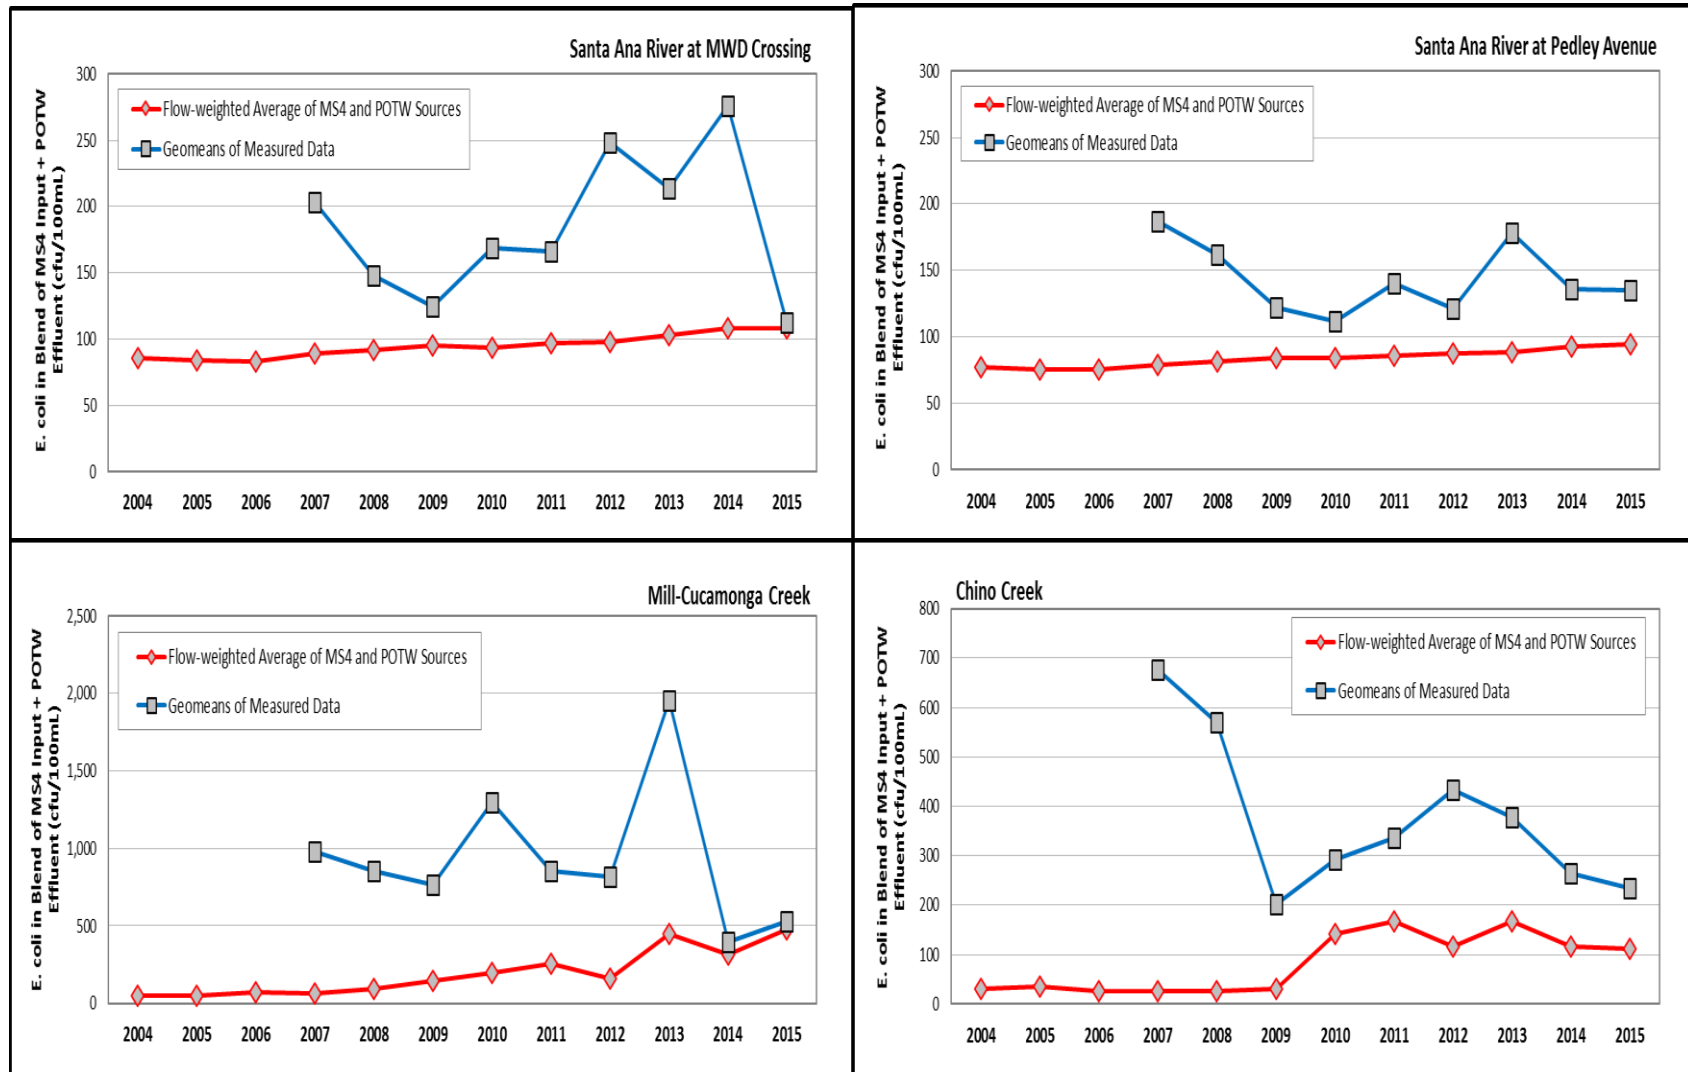 Santa Ana River at MWD Crossing
E. coli in Blend of MS4 Input + POTW
Effluent (cfu/100mL)
300
250
200
150
100
50
0
Flow-weighted Average of MS4 and POTW Sources
Geomeans of Measured Data
2004 2005 2006 2007 2008 2009 2010 2011 2012 2013 2014 2015
Santa Ana River at Pedley Avenue
E. coli in Blend of MS4 Input + POTW
Effluent (cfu/100mL)
300
250
200
150
100
50
0
Flow-weighted Average of MS4 and POTW Sources
Geomeans of Measured Data
2004 2005 2006 2007 2008 2009 2010 2011 2012 2013 2014 2015
Mill-Cucamonga Creek
E. coli in Blend of MS4 Input + POTW
Effluent (cfu/100mL)
2,500
2,000
1,500
1,000
500
0
Flow-weighted Average of MS4 and POTW Sources
Geomeans of Measured Data
2004 2005 2006 2007 2008 2009 2010 2011 2012 2013 2014 2015
Chino Creek
E. coli in Blend of MS4 Input + POTW
Effluent (cfu/100mL)
800
700
600
500
400
300
200
100
0
Flow-weighted Average of MS4 and POTW Sources
Geomeans of Measured Data
2004 2005 2006 2007 2008 2009 2010 2011 2012 2013 2014 2015